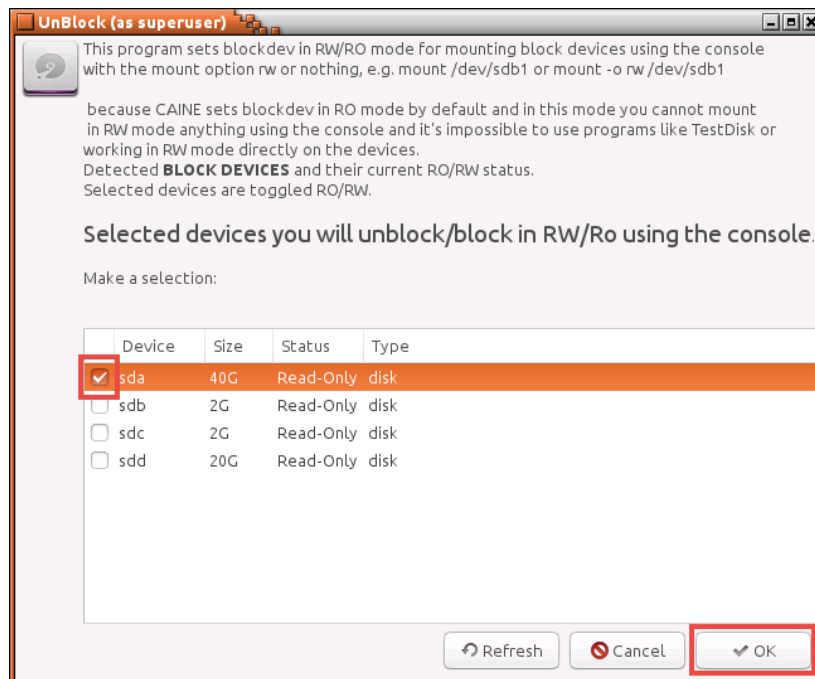 UnBlock (as superuser)
This program sets blockdev in RW/RO mode for mounting block devices using the console
with the mount option rw or nothing, e.g. mount /dev/sdb1 or mount -o rw /dev/sdb1
because CAINE sets blockdev in RO mode by default and in this mode you cannot mount
in RW mode anything using the console and it's impossible to use programs like TestDisk or
working in RW mode directly on the devices.
Detected BLOCK DEVICES and their current RO/RW status.
Selected devices are toggled RO/RW.
Selected devices you will unblock/block in RW/Ro using the console.
Make a selection:
Device Size Status Type
sda 40G Read-Only disk
sdb 2G Read-Only disk
sdc 2G Read-Only disk
sdd 20G Read-Only disk
Refresh Cancel OK